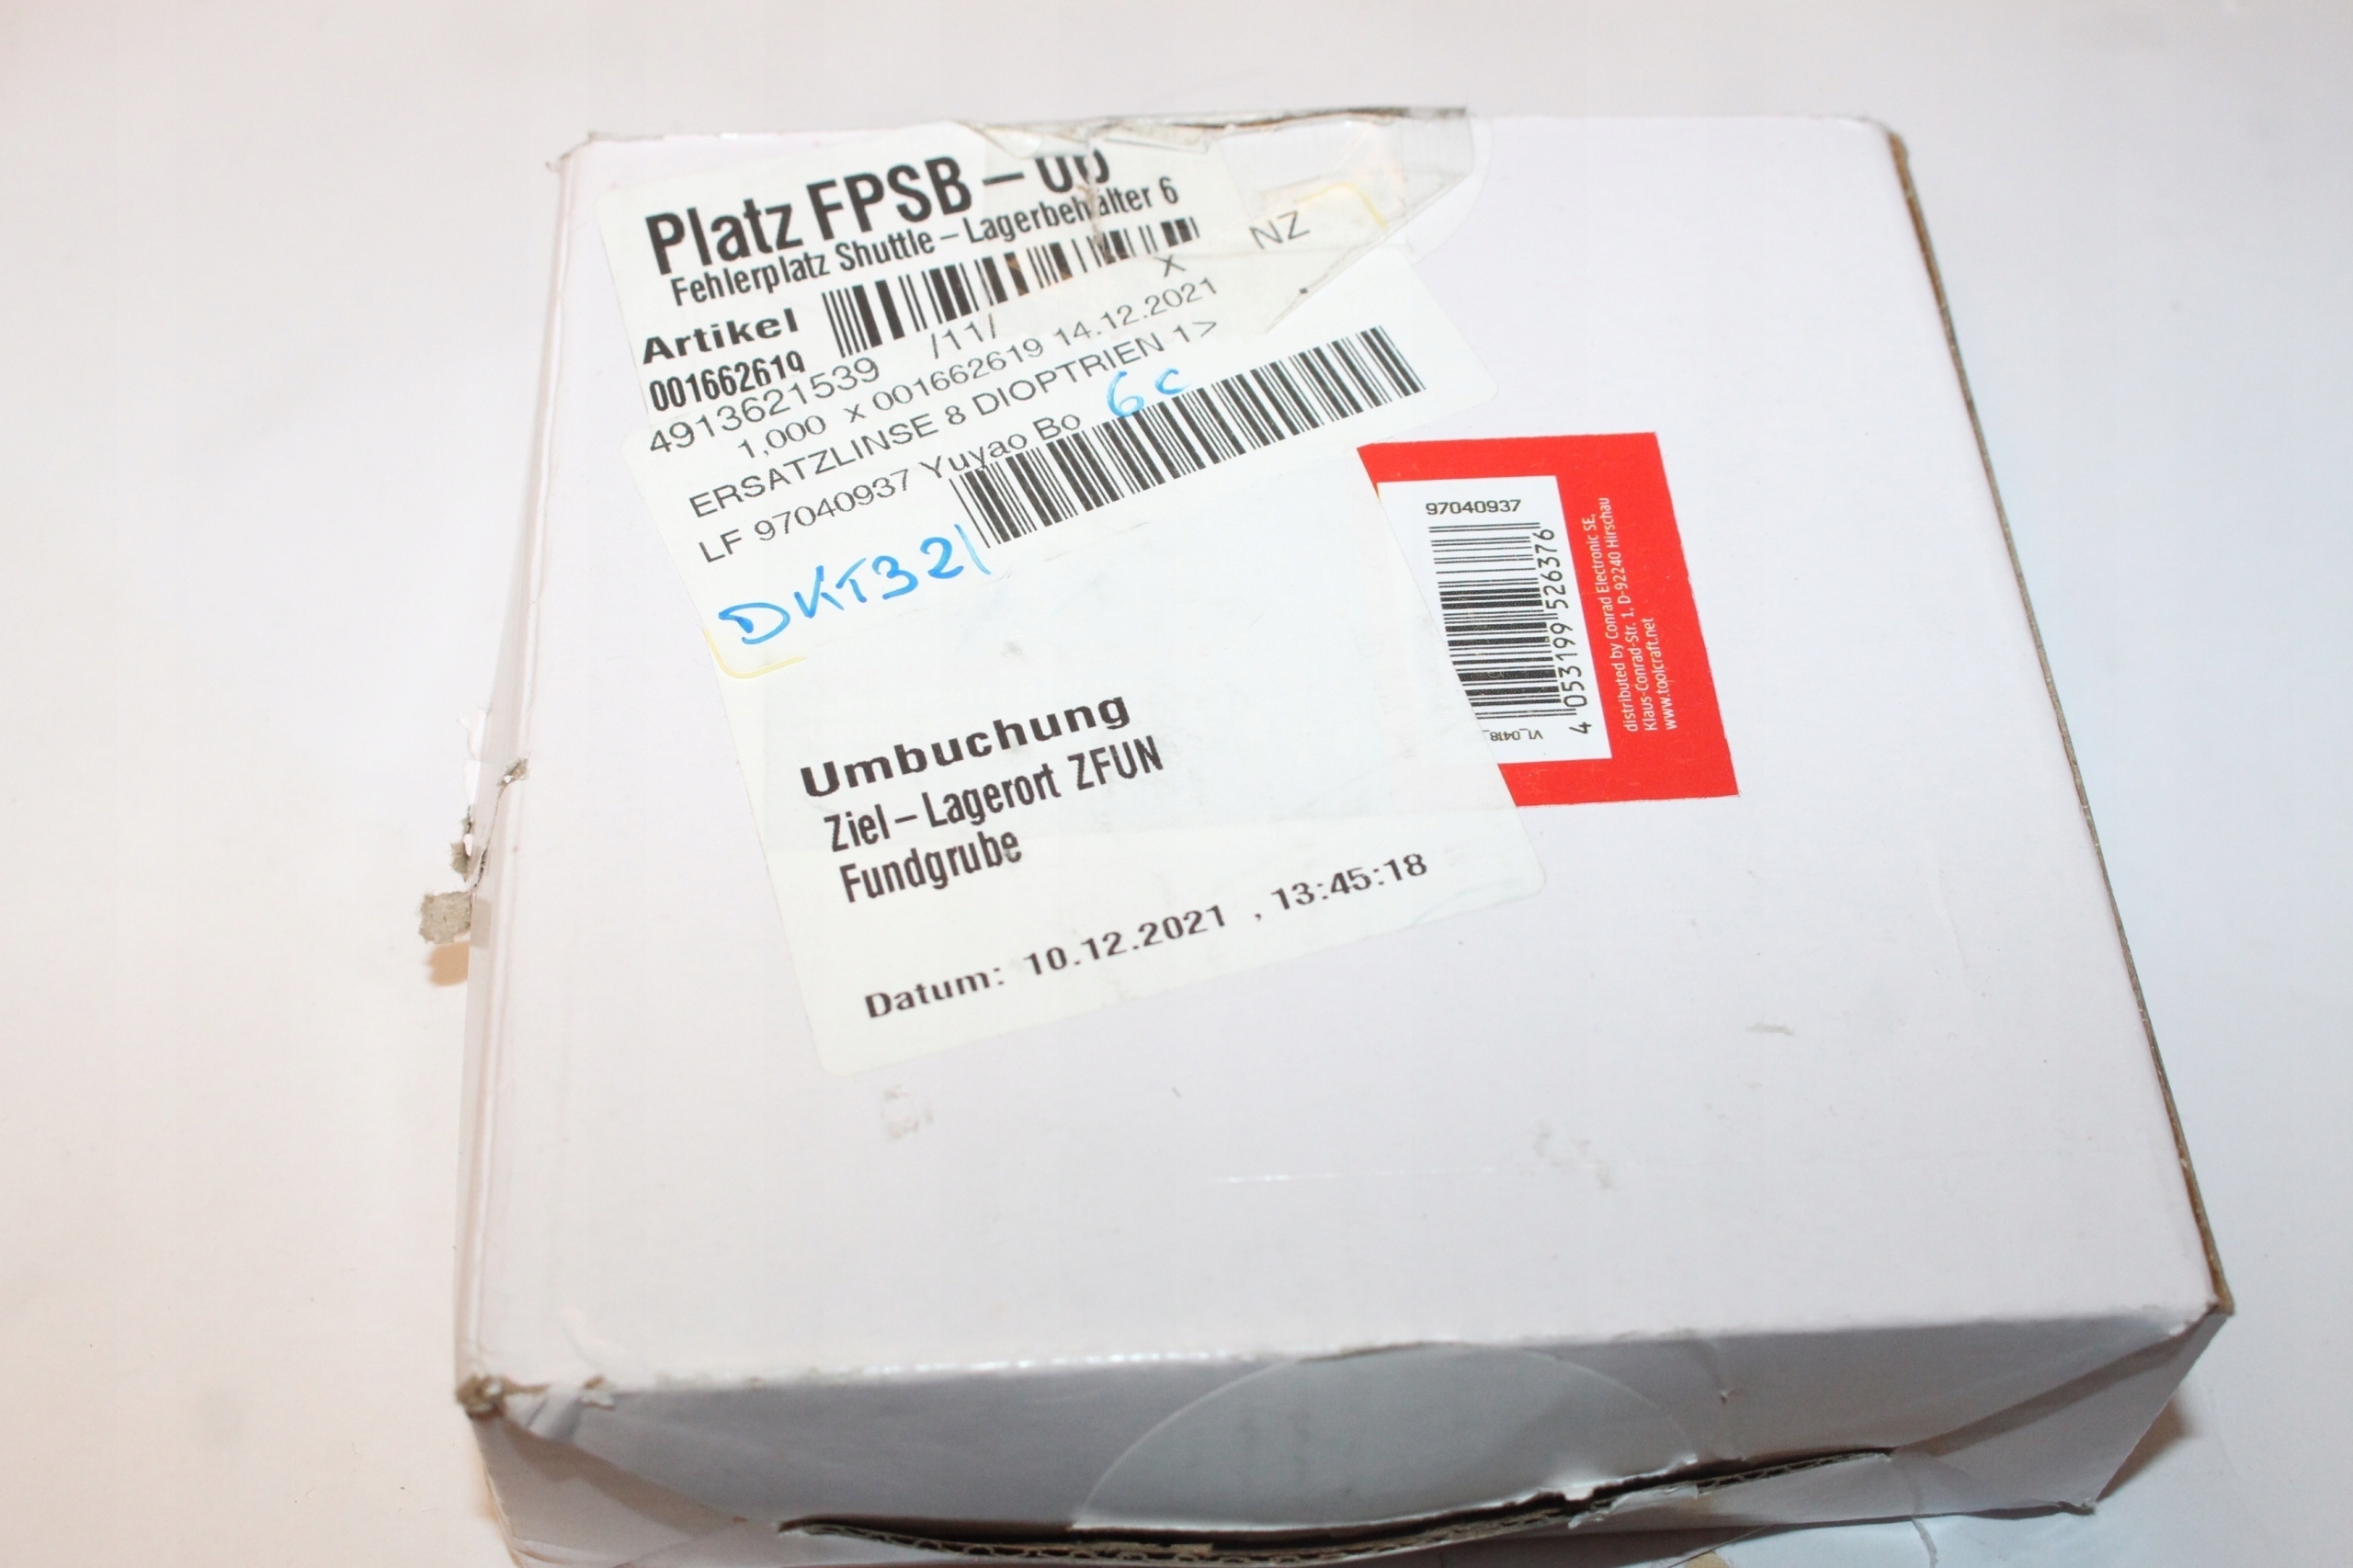 Platz FPSB – 06
Fehlerplatz Shuttle – Lagerbehälter 6
Artikel
001662619
X
NZ
4913621539 /11/
1,000 x 001662619 14.12.2021
ERSATZLINSE 8 DIOPTRIEN 1>
LF 97040937 Yuyao Bo
6c
DKT321
Umbuchung
Ziel – Lagerort ZFUN
Fundgrube
Datum: 10.12.2021 , 13:45:18
97040937
4 053199 526376
V1_0418_
distributed by Conrad Electronic SE,
Klaus-Conrad-Str. 1, D-92240 Hirschau
www.toolcraft.net